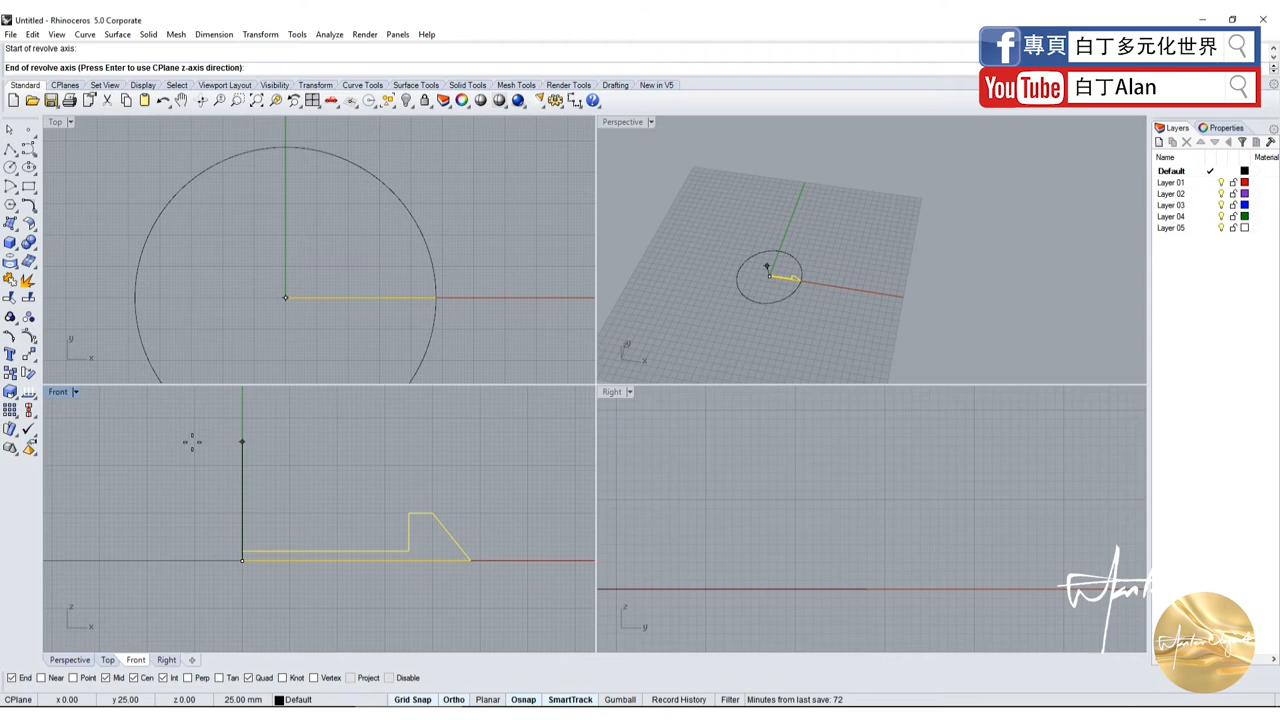 Untitled - Rhinoceros 5.0 Corporate
File Edit View Curve Surface Solid Mesh Dimension Transform Tools Analyze Render Panels Help
Start of revolve axis:
End of revolve axis (Press Enter to use CPlane z-axis direction):
專頁 白丁多元化世界
YouTube 白丁Alan
Standard CPlanes Set View Display Select Viewport Layout Visibility Transform Curve Tools Surface Tools Solid Tools Mesh Tools Render Tools Drafting New in V5
Top
Perspective
Layers Properties
Name Material
Default
Layer 01
Layer 02
Layer 03
Layer 04
Layer 05
y
x
y
x
Front
Right
z
x
z
y
Perspective Top Front Right
End Near Point Mid Cen Int Perp Tan Quad Knot Vertex Project Disable
CPlane x 0.00 y 25.00 z 0.00 25.00 mm Default Grid Snap Ortho Planar Osnap SmartTrack Gumball Record History Filter Minutes from last save: 72